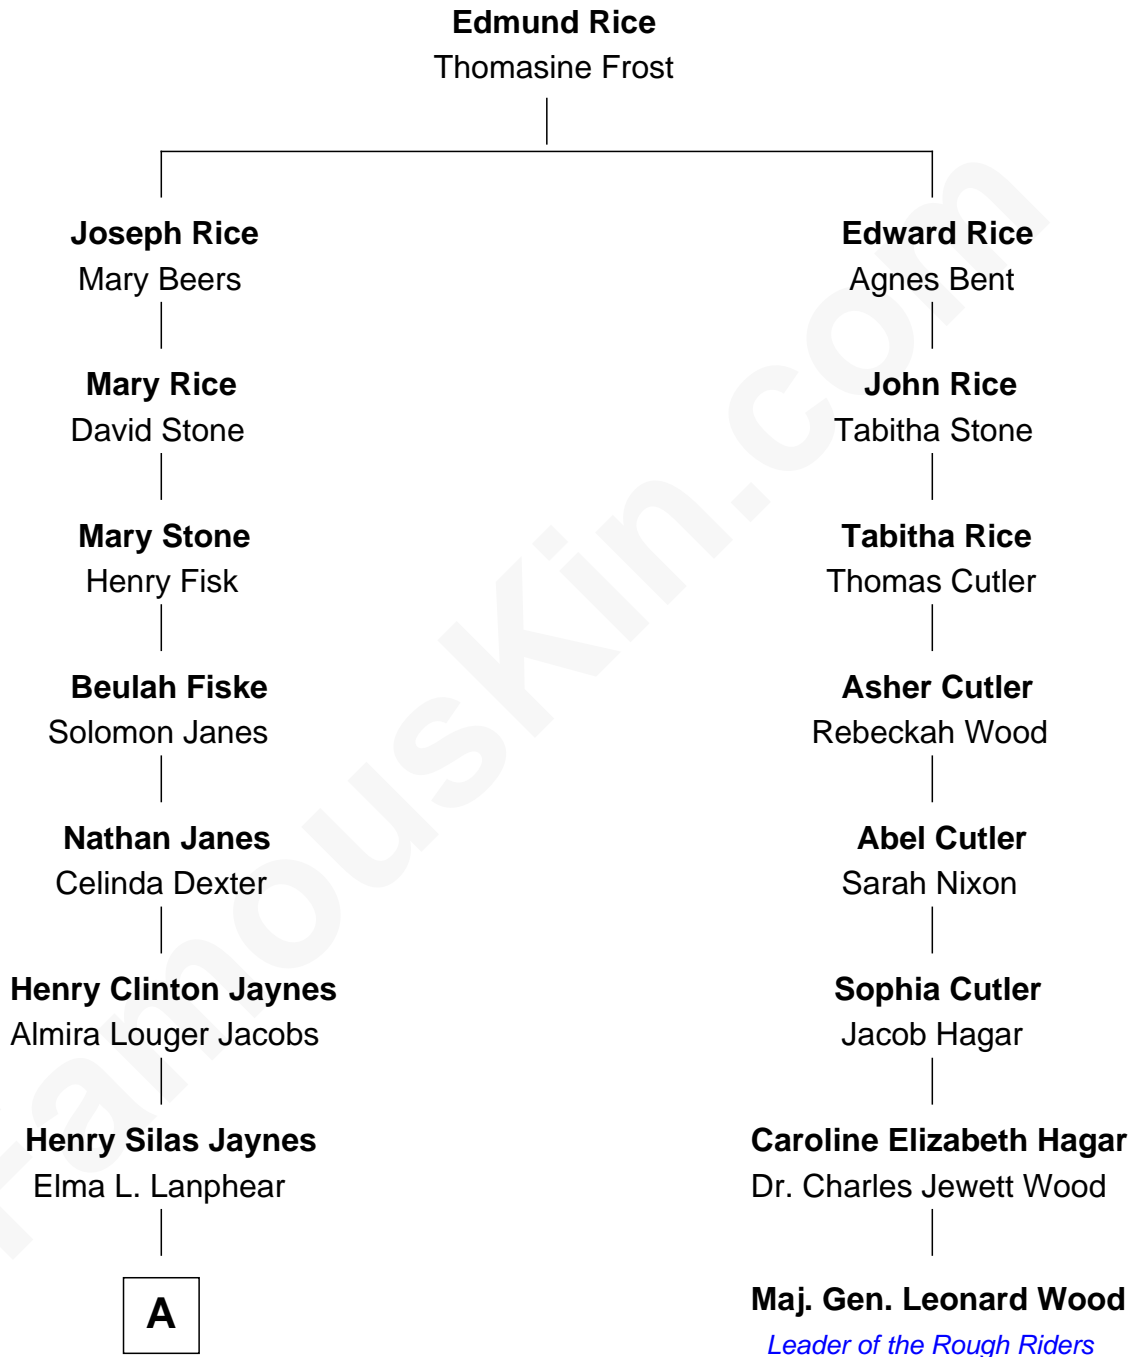 Edmund Rice
Thomasine Frost
Joseph Rice
Mary Beers
Edward Rice
Agnes Bent
Mary Rice
David Stone
John Rice
Tabitha Stone
Mary Stone
Henry Fisk
Tabitha Rice
Thomas Cutler
Beulah Fiske
Solomon Janes
Asher Cutler
Rebeckah Wood
Nathan Janes
Celinda Dexter
Abel Cutler
Sarah Nixon
Henry Clinton Jaynes
Almira Louger Jacobs
Sophia Cutler
Jacob Hagar
Henry Silas Jaynes
Elma L. Lanphear
Caroline Elizabeth Hagar
Dr. Charles Jewett Wood
A
Maj. Gen. Leonard Wood
Leader of the Rough Riders
FamousKin.com